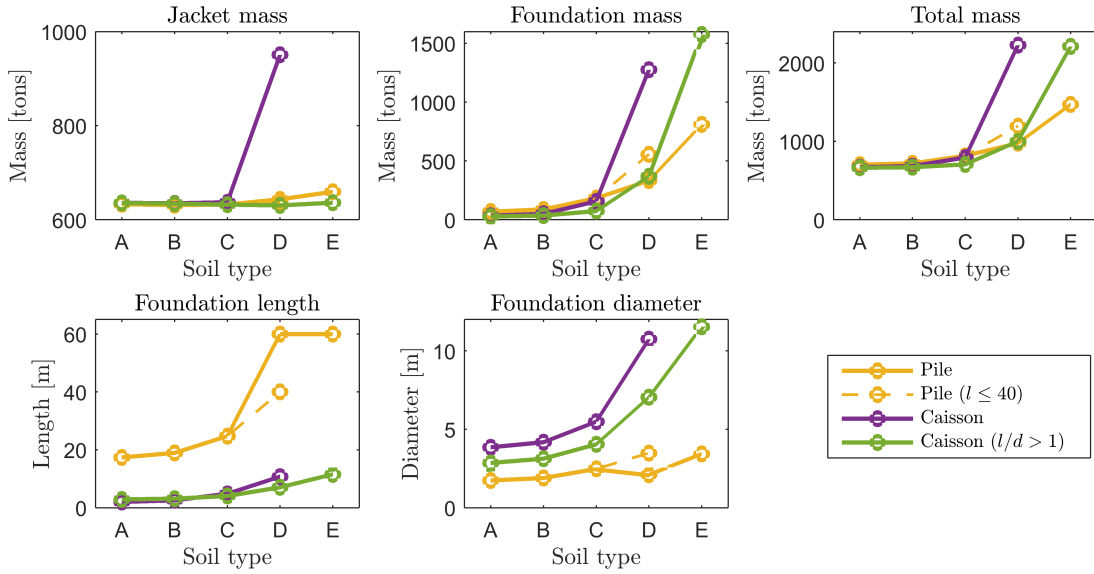 Jacket mass
1000
800
600
Mass [tons]
A B C D E
Soil type
Foundation mass
1500
1000
500
0
Mass [tons]
A B C D E
Soil type
Total mass
2000
1000
0
Mass [tons]
A B C D E
Soil type
Foundation length
60
40
20
0
Length [m]
A B C D E
Soil type
Foundation diameter
10
5
0
Diameter [m]
A B C D E
Soil type
Pile
Pile (l ≤ 40)
Caisson
Caisson (l/d > 1)